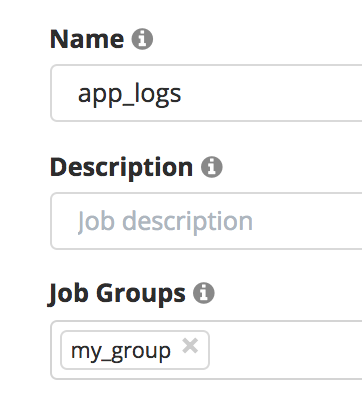 Name
app_logs
Description
Job description
Job Groups
my_group